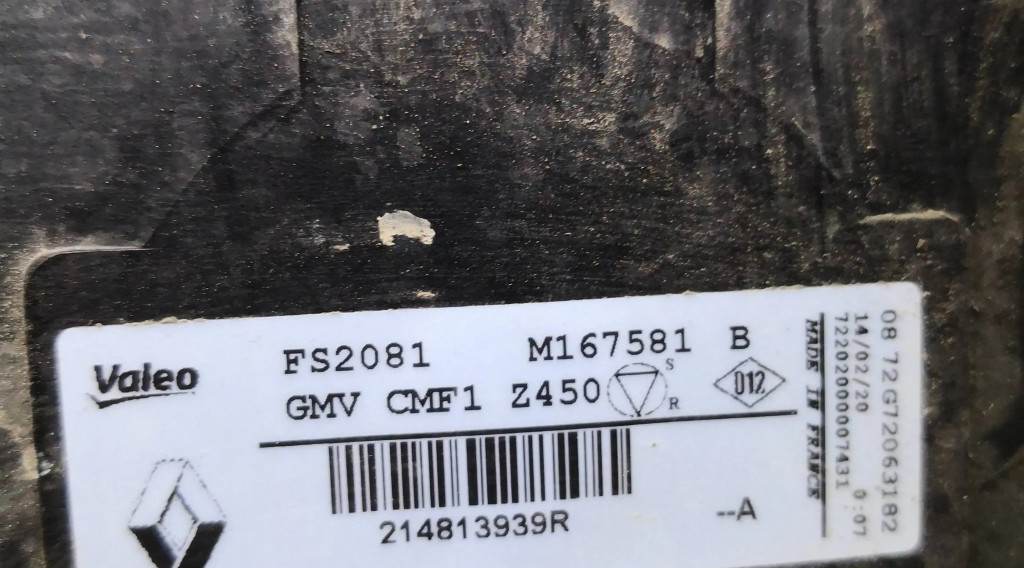 Valeo
FS2081 M167581 B
GMV CMF1 Z450 S R D12
214813939R
--A
MADE IN FRANCE
7220200007431
14/02/20 0:07
08 72G72063182